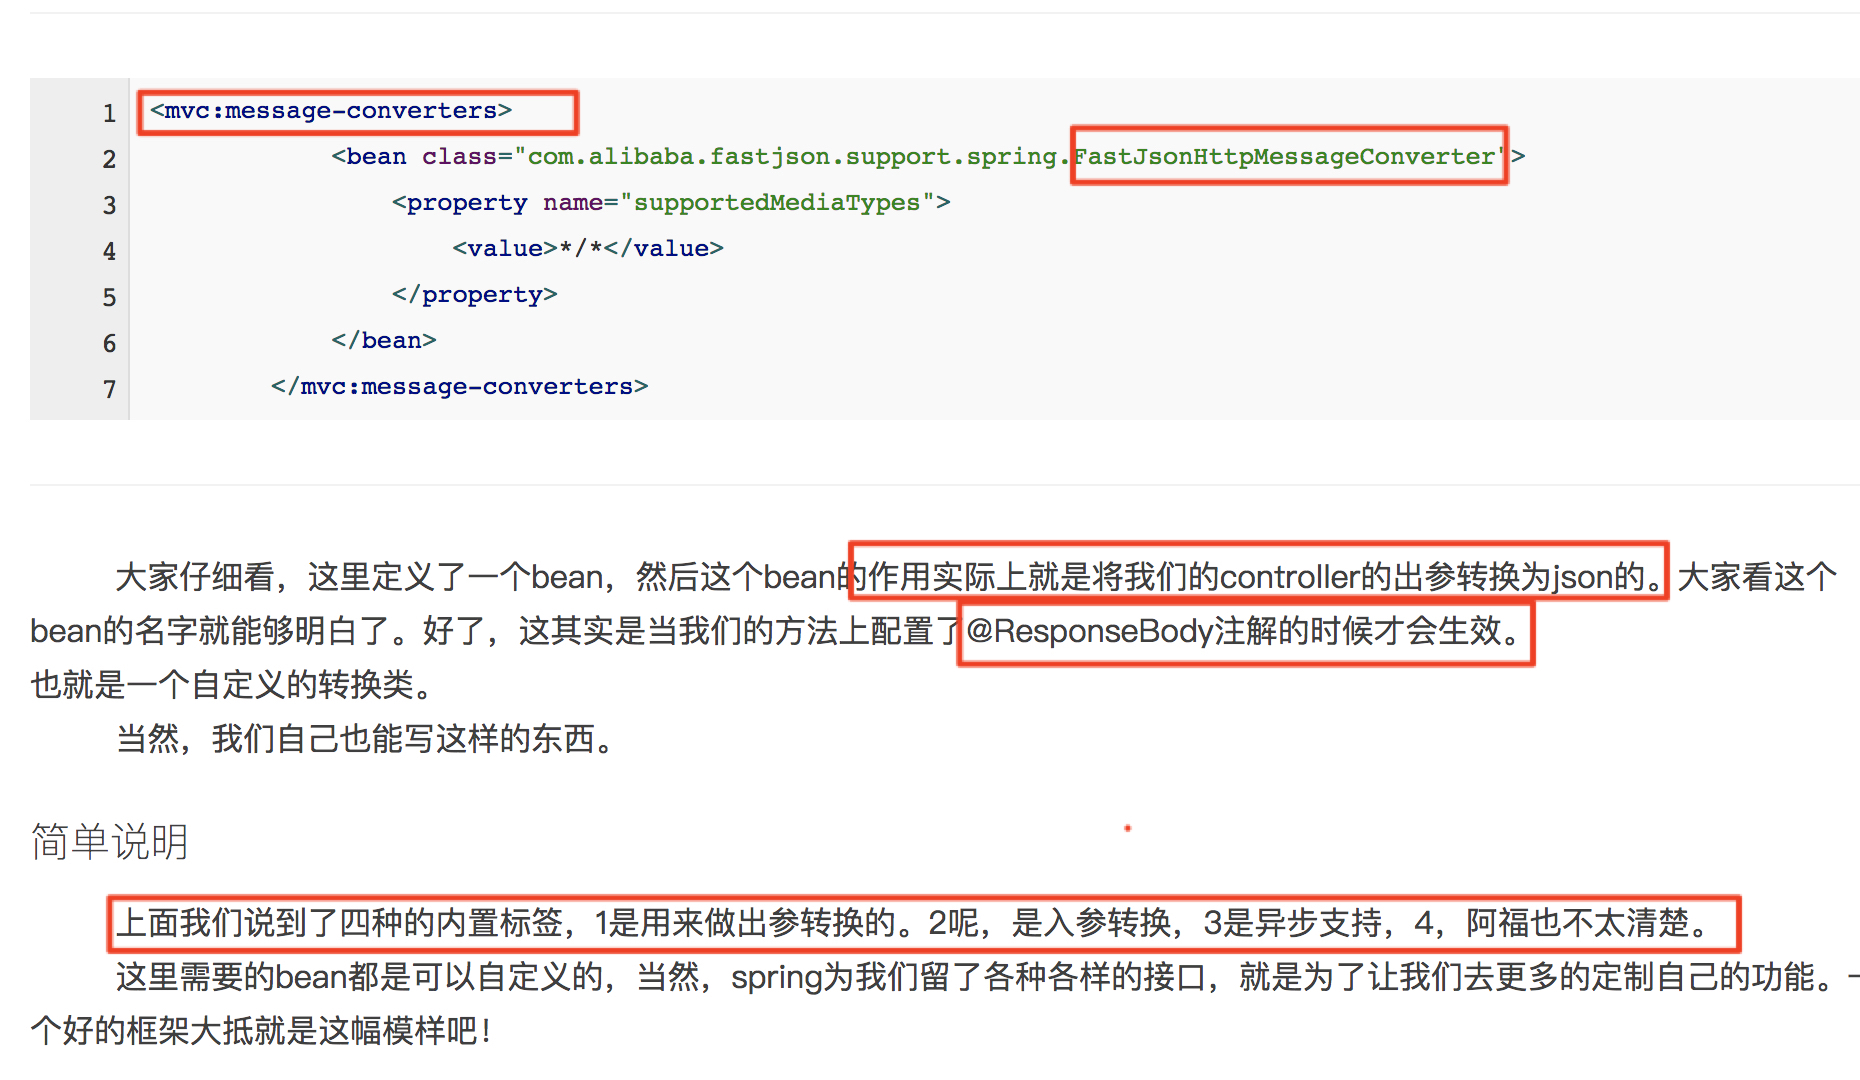 1 <mvc:message-converters>
2 <bean class="com.alibaba.fastjson.support.spring.FastJsonHttpMessageConverter">
3 <property name="supportedMediaTypes">
4 <value>*/*</value>
5 </property>
6 </bean>
7 </mvc:message-converters>
大家仔细看，这里定义了一个bean，然后这个bean的作用实际上就是将我们的controller的出参转换为json的。大家看这个
bean的名字就能够明白了。好了，这其实是当我们的方法上配置了@ResponseBody注解的时候才会生效。
也就是一个自定义的转换类。
当然，我们自己也能写这样的东西。
简单说明
上面我们说到了四种的内置标签，1是用来做出参转换的。2呢，是入参转换，3是异步支持，4，阿福也不太清楚。
这里需要的bean都是可以自定义的，当然，spring为我们留了各种各样的接口，就是为了让我们去更多的定制自己的功能。一
个好的框架大抵就是这幅模样吧！